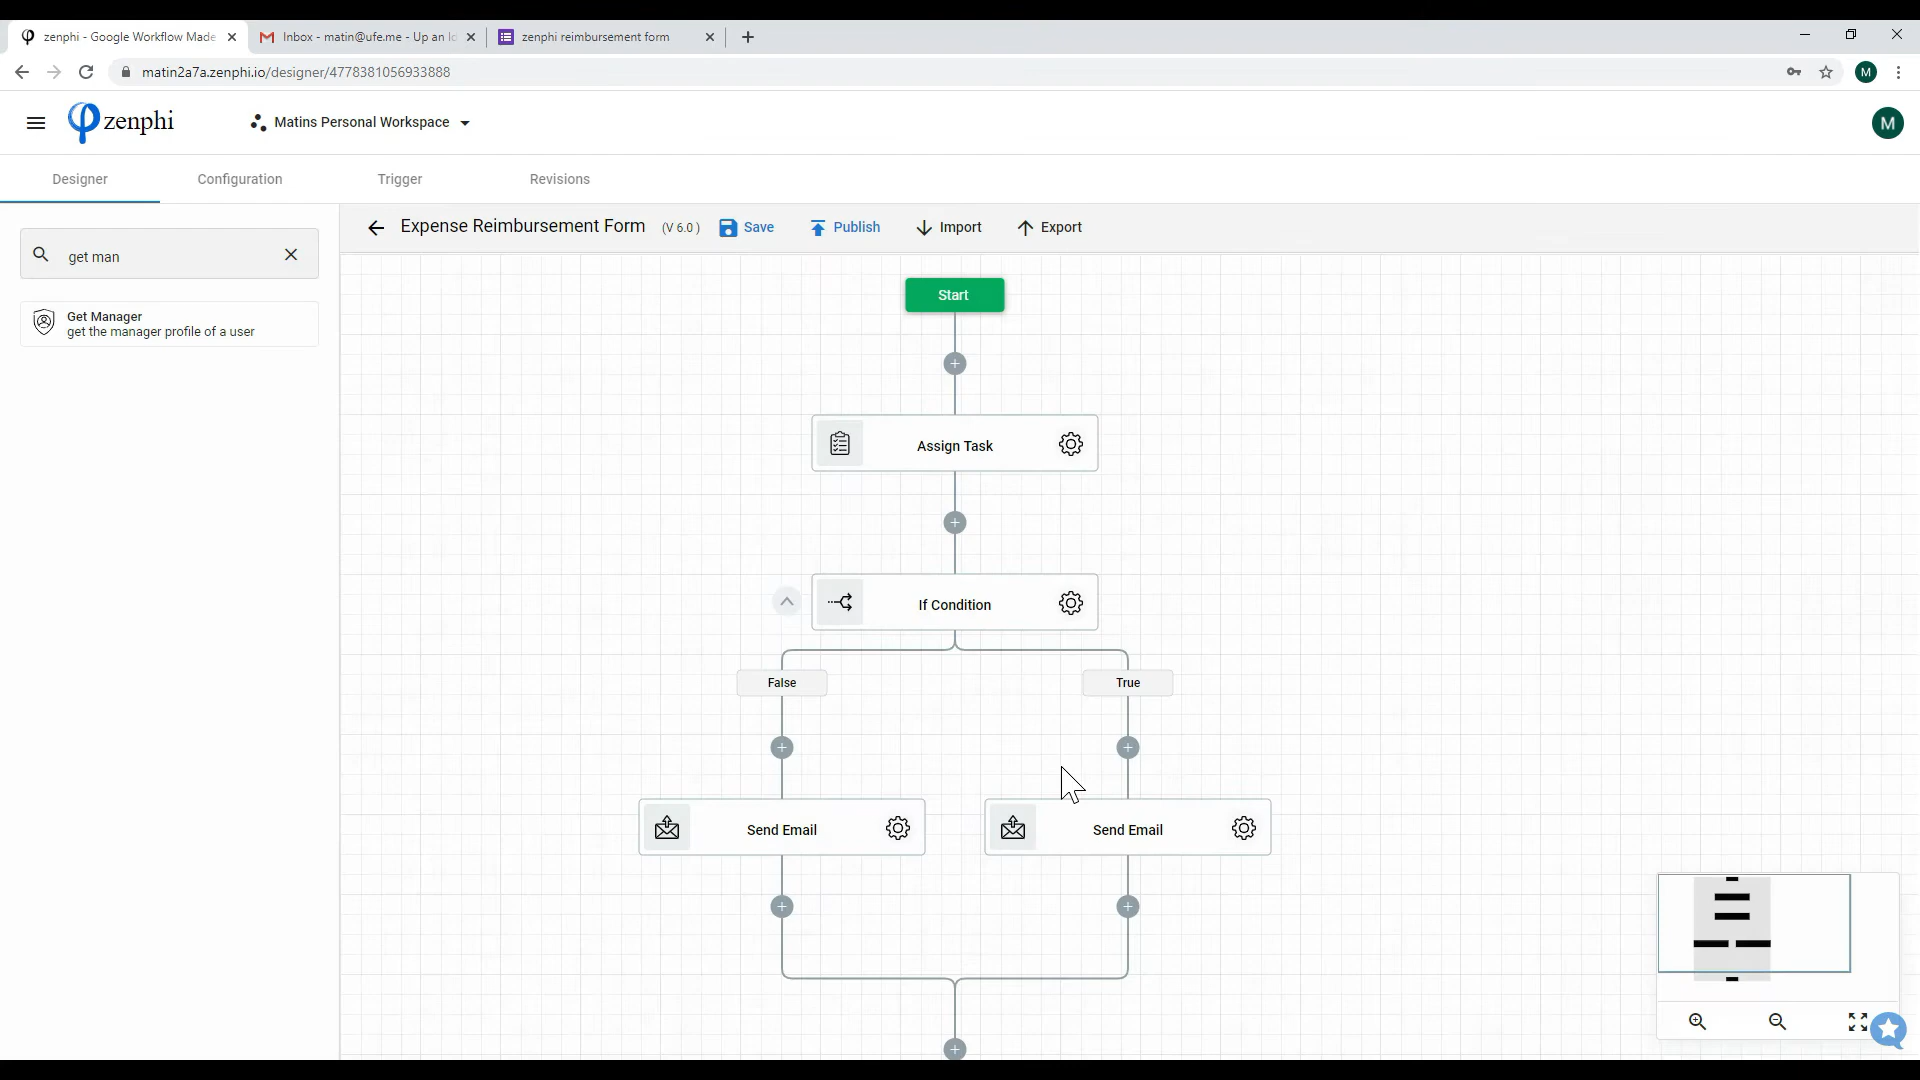 zenphi - Google Workflow Made
Inbox - matin@ufe.me - Up an Id
zenphi reimbursement form
matin2a7a.zenphi.io/designer/4778381056933888
M
zenphi
Matins Personal Workspace
M
Designer
Configuration
Trigger
Revisions
get man
Expense Reimbursement Form (V 6.0 )
Save
Publish
Import
Export
Get Manager
get the manager profile of a user
Start
Assign Task
If Condition
False
True
Send Email
Send Email